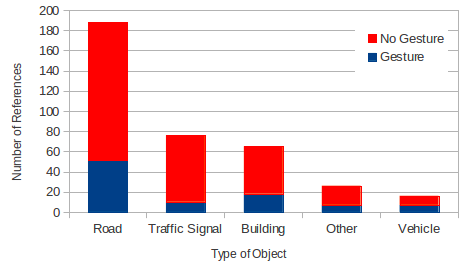 200
180
160
140
120
100
80
60
40
20
0
Number of References
No Gesture
Gesture
Road Traffic Signal Building Other Vehicle
Type of Object